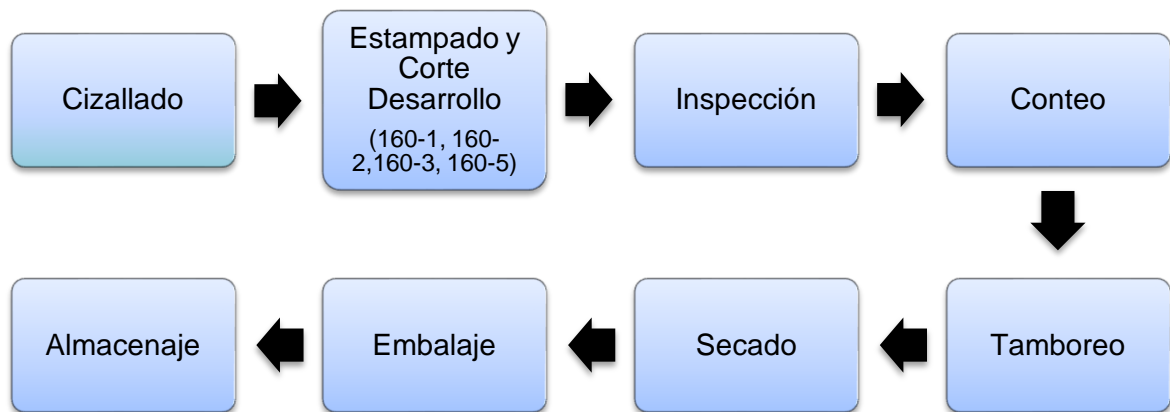 Cizallado
Estampado y
Corte
Desarrollo
(160-1, 160-
2,160-3, 160-5)
Inspección
Conteo
Tamboreo
Secado
Embalaje
Almacenaje